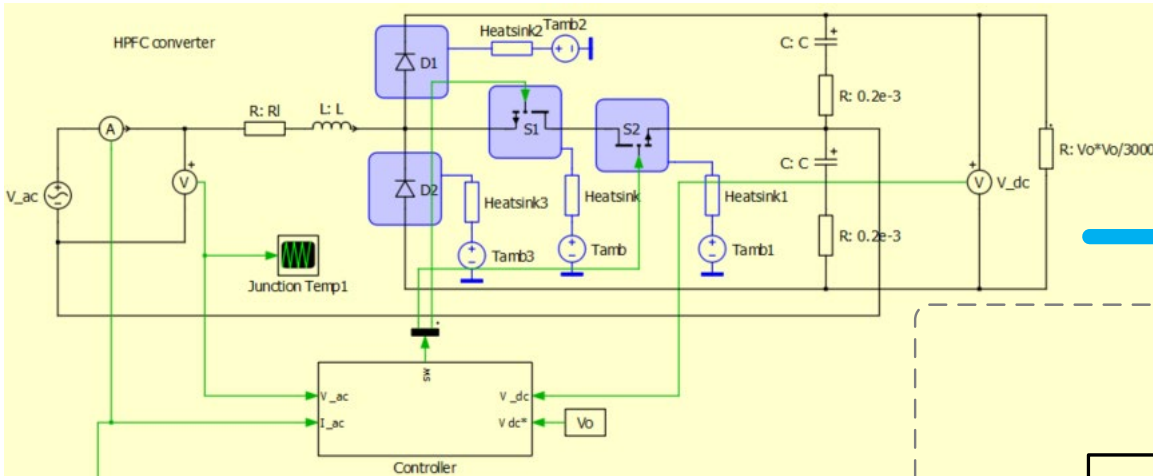 HPFC converter
Heatsink2
Tamb2
D1
C: C
R: 0.2e-3
R: Rl
L: L
A
S1
S2
V
V_ac
D2
C: C
R: Vo*Vo/3000
V
V_dc
Heatsink3
Heatsink
Heatsink1
R: 0.2e-3
Tamb3
Tamb
Tamb1
Junction Temp1
sw
V_ac
V_dc
I_ac
Vdc*
Vo
Controller